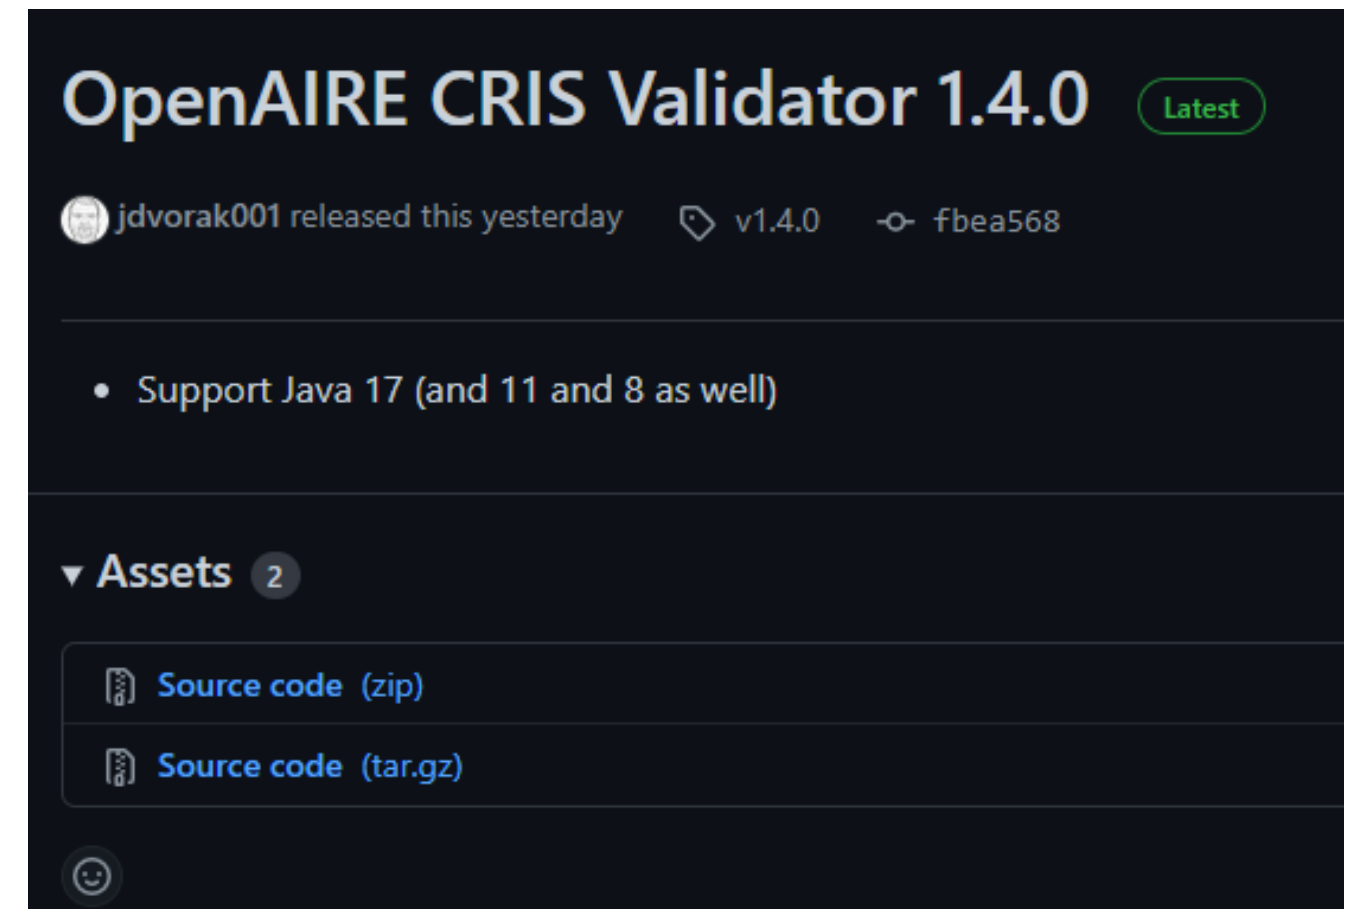 OpenAIRE CRIS Validator 1.4.0 Latest
jdvorak001 released this yesterday v1.4.0 fbea568
• Support Java 17 (and 11 and 8 as well)
▾ Assets 2
Source code (zip)
Source code (tar.gz)